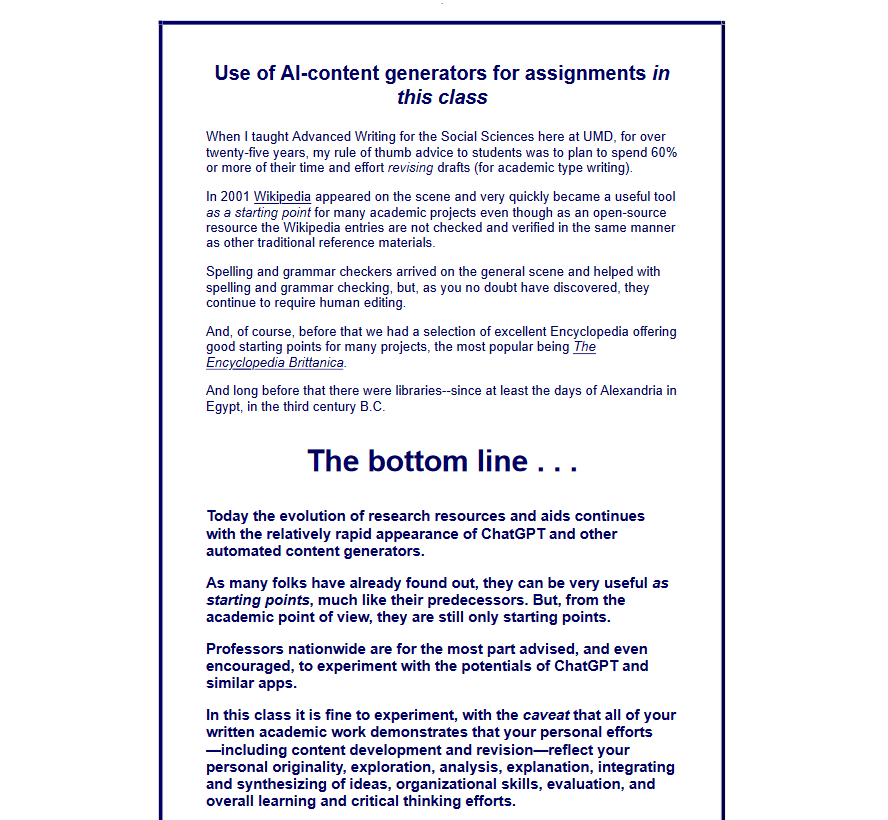 Use of AI-content generators for assignments in
this class
When I taught Advanced Writing for the Social Sciences here at UMD, for over
twenty-five years, my rule of thumb advice to students was to plan to spend 60%
or more of their time and effort revising drafts (for academic type writing).
In 2001 Wikipedia appeared on the scene and very quickly became a useful tool
as a starting point for many academic projects even though as an open-source
resource the Wikipedia entries are not checked and verified in the same manner
as other traditional reference materials.
Spelling and grammar checkers arrived on the general scene and helped with
spelling and grammar checking, but, as you no doubt have discovered, they
continue to require human editing.
And, of course, before that we had a selection of excellent Encyclopedia offering
good starting points for many projects, the most popular being The
Encyclopedia Brittanica.
And long before that there were libraries--since at least the days of Alexandria in
Egypt, in the third century B.C.
The bottom line . . .
Today the evolution of research resources and aids continues
with the relatively rapid appearance of ChatGPT and other
automated content generators.
As many folks have already found out, they can be very useful as
starting points, much like their predecessors. But, from the
academic point of view, they are still only starting points.
Professors nationwide are for the most part advised, and even
encouraged, to experiment with the potentials of ChatGPT and
similar apps.
In this class it is fine to experiment, with the caveat that all of your
written academic work demonstrates that your personal efforts
—including content development and revision—reflect your
personal originality, exploration, analysis, explanation, integrating
and synthesizing of ideas, organizational skills, evaluation, and
overall learning and critical thinking efforts.